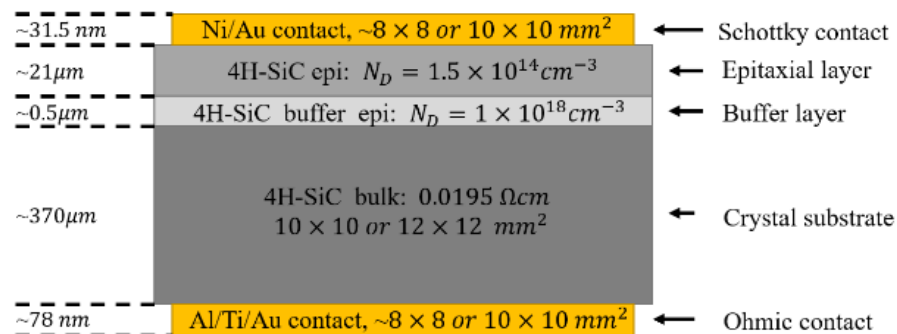 ~31.5 nm
Ni/Au contact, ~8 × 8 or 10 × 10 mm²
Schottky contact
~21μm
4H-SiC epi: N_D = 1.5 × 10¹⁴cm⁻³
Epitaxial layer
~0.5μm
4H-SiC buffer epi: N_D = 1 × 10¹⁸cm⁻³
Buffer layer
~370μm
4H-SiC bulk: 0.0195 Ωcm
10 × 10 or 12 × 12 mm²
Crystal substrate
~78 nm
Al/Ti/Au contact, ~8 × 8 or 10 × 10 mm²
Ohmic contact